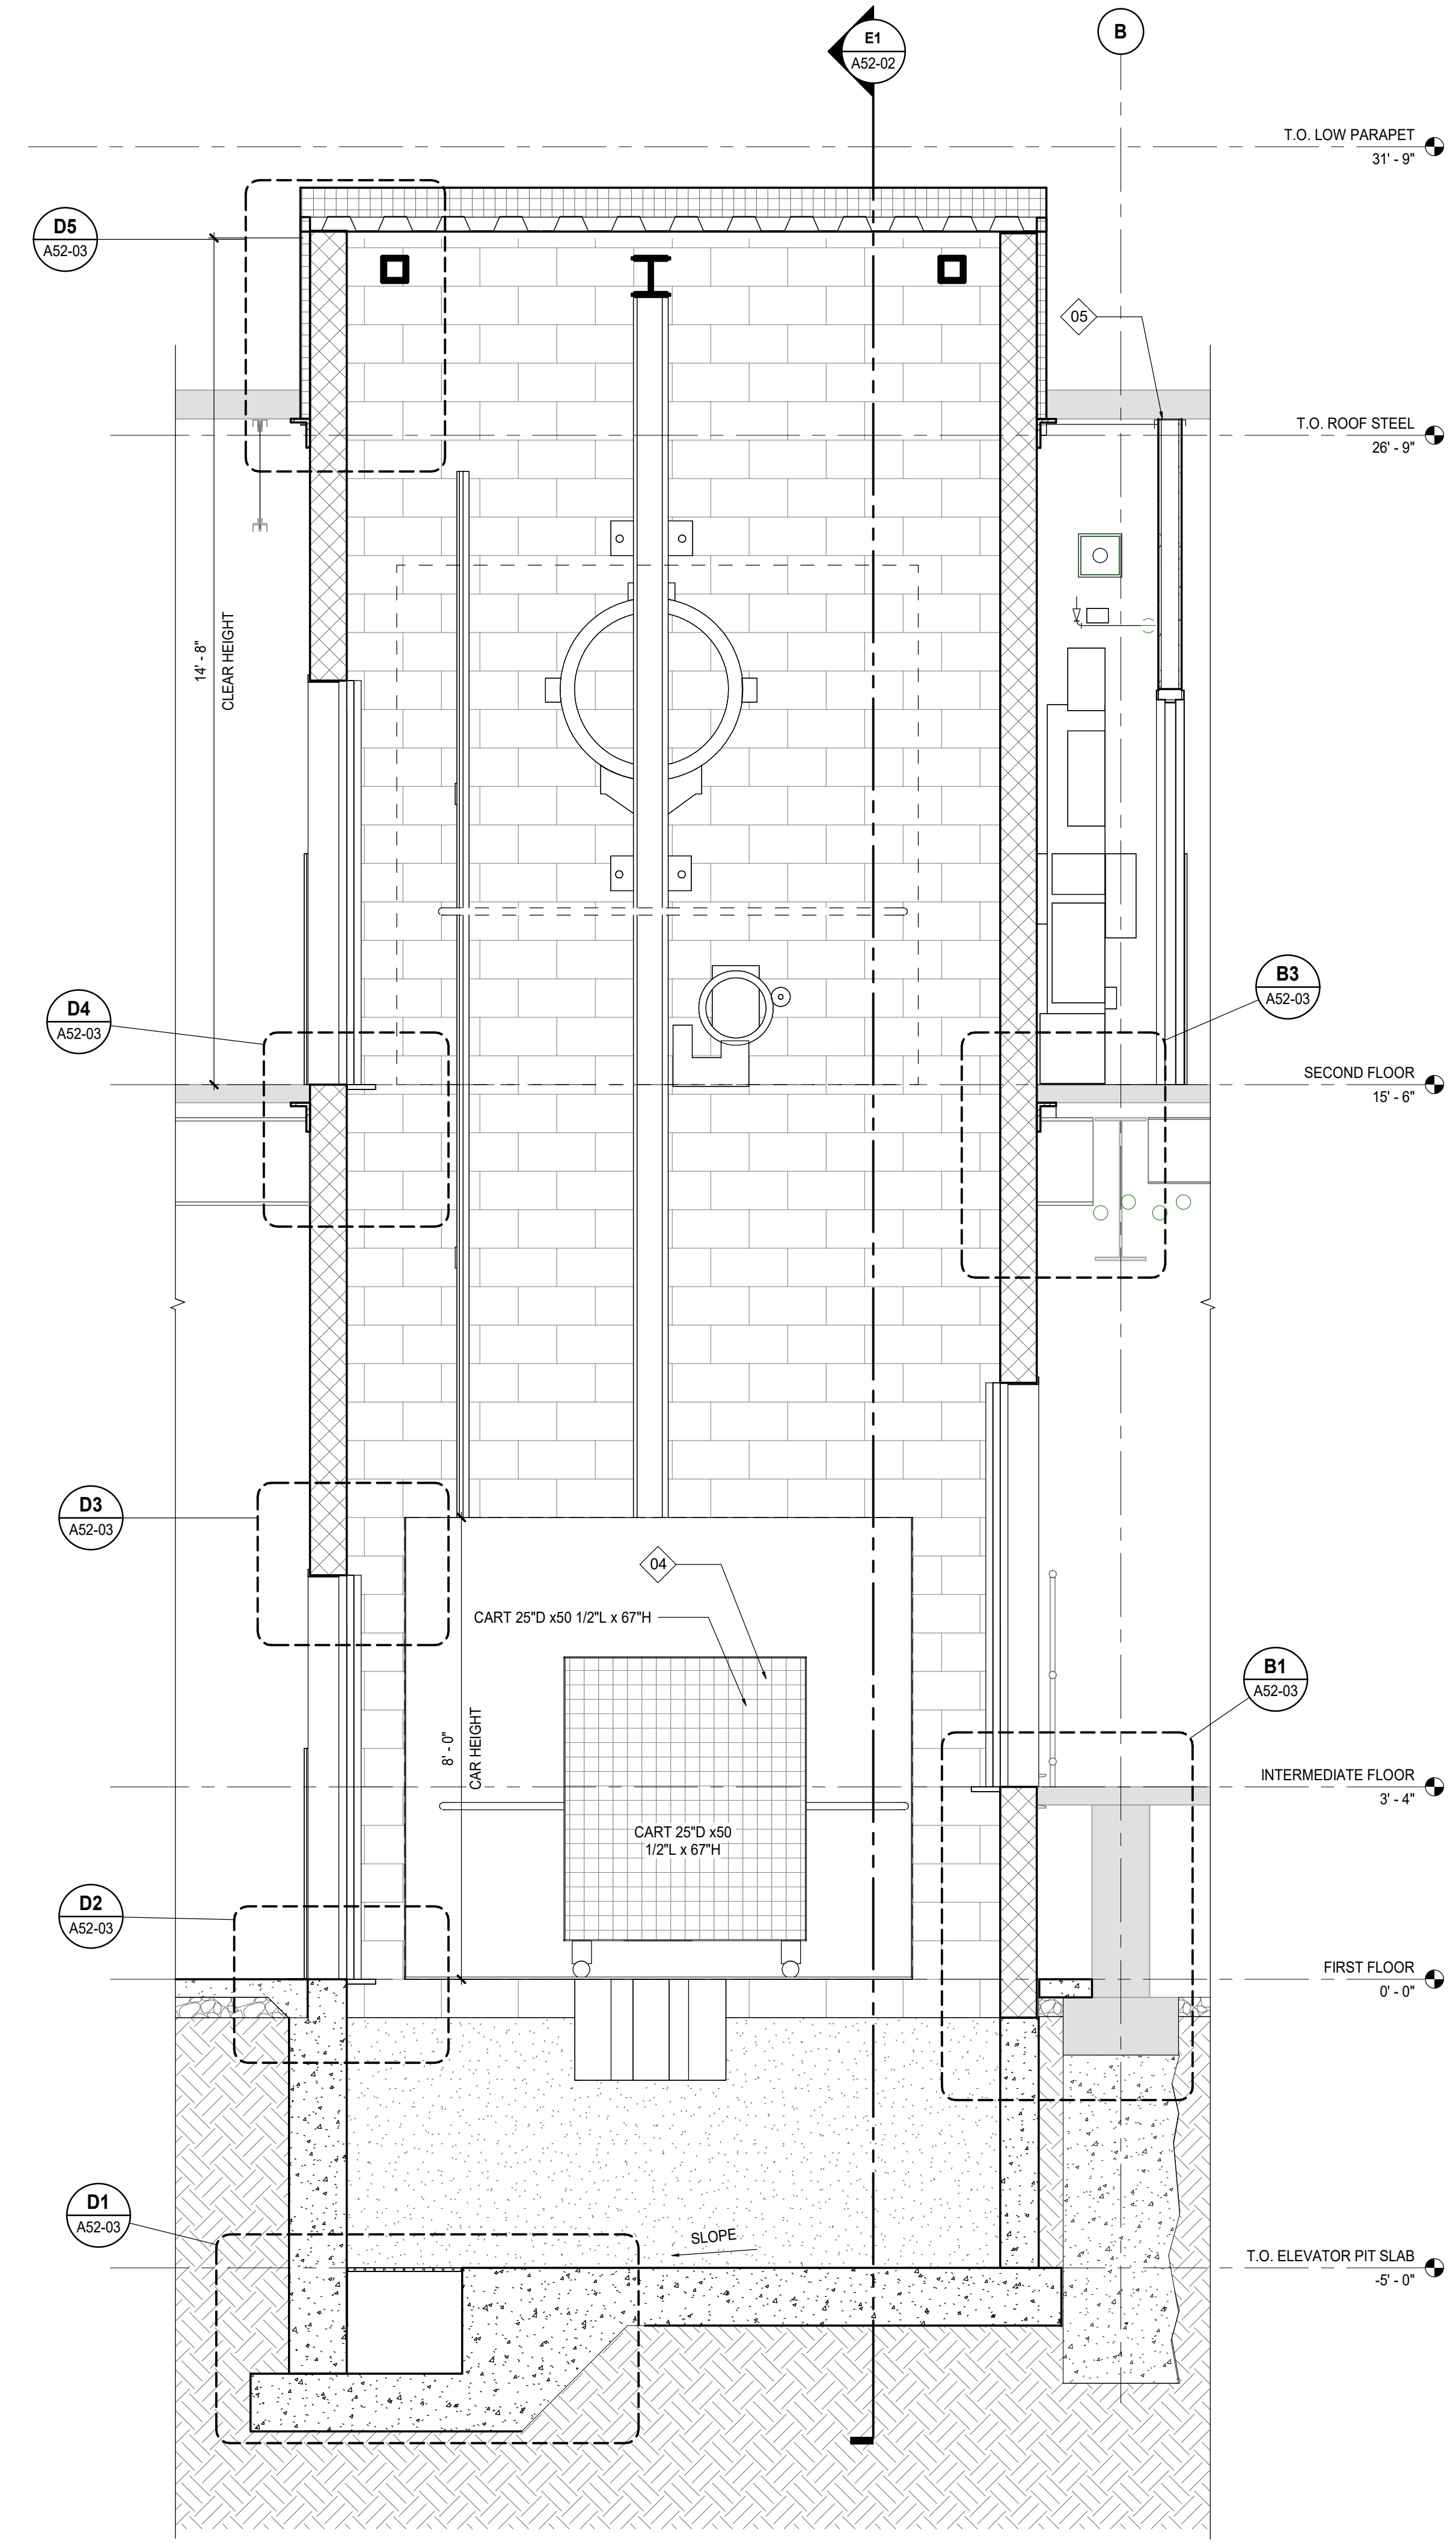 E1
A52-02
B
T.O. LOW PARAPET
31' - 9"
D5
A52-03
05
T.O. ROOF STEEL
26' - 9"
14' - 8"
CLEAR HEIGHT
B3
A52-03
D4
A52-03
SECOND FLOOR
15' - 6"
D3
A52-03
04
CART 25"D x50 1/2"L x 67"H
B1
A52-03
8' - 0"
CAR HEIGHT
INTERMEDIATE FLOOR
3' - 4"
CART 25"D x50
1/2"L x 67"H
D2
A52-03
FIRST FLOOR
0' - 0"
D1
A52-03
SLOPE
T.O. ELEVATOR PIT SLAB
-5' - 0"